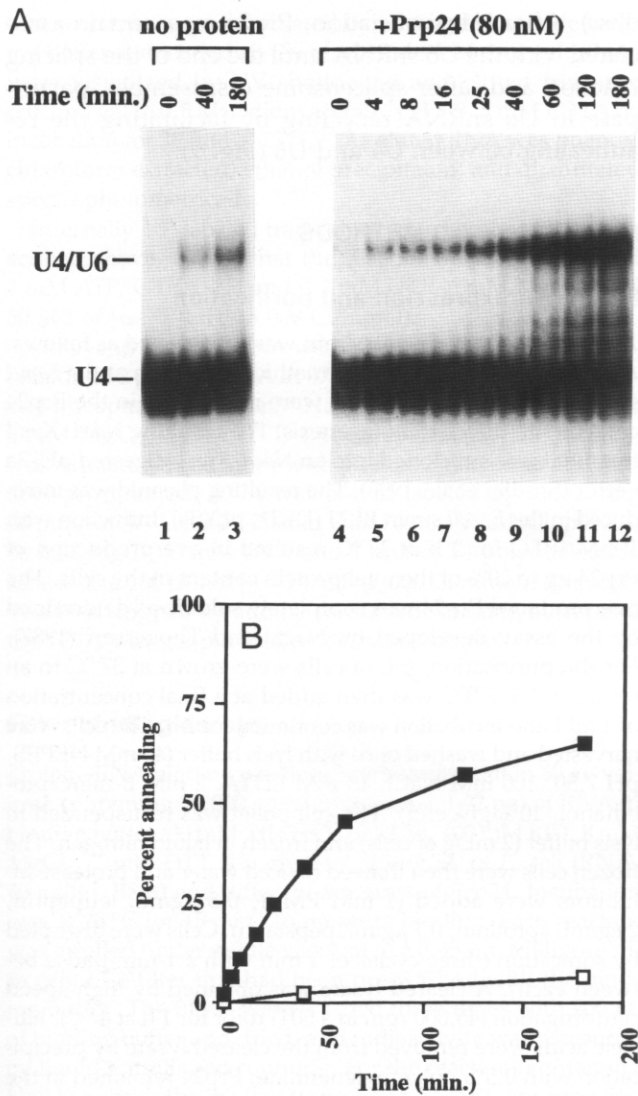 A
no protein
+Prp24 (80 nM)
Time (min.)
0 40 180
Time (min.)
0 4 8 16 25 40 60 120 180
U4/U6
U4
1 2 3
4 5 6 7 8 9 10 11 12
B
Percent annealing
100
75
50
25
0
0 50 100 150 200
Time (min.)